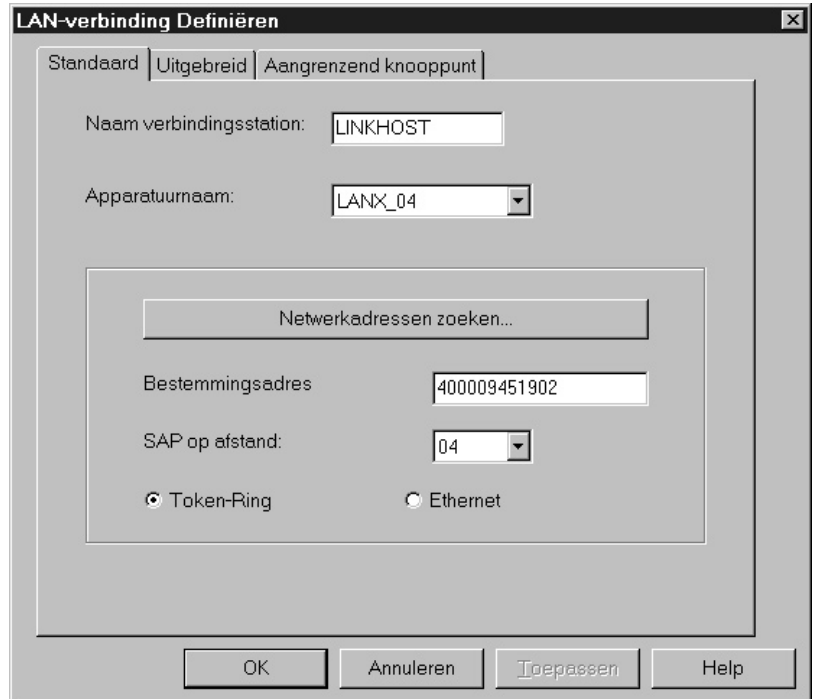 LAN-verbinding Definiëren
Standaard Uitgebreid Aangrenzend knooppunt
Naam verbindingsstation: LINKHOST
Apparatuurnaam: LANX_04
Netwerkadressen zoeken...
Bestemmingsadres 400009451902
SAP op afstand: 04
Token-Ring Ethernet
OK Annuleren Toepassen Help